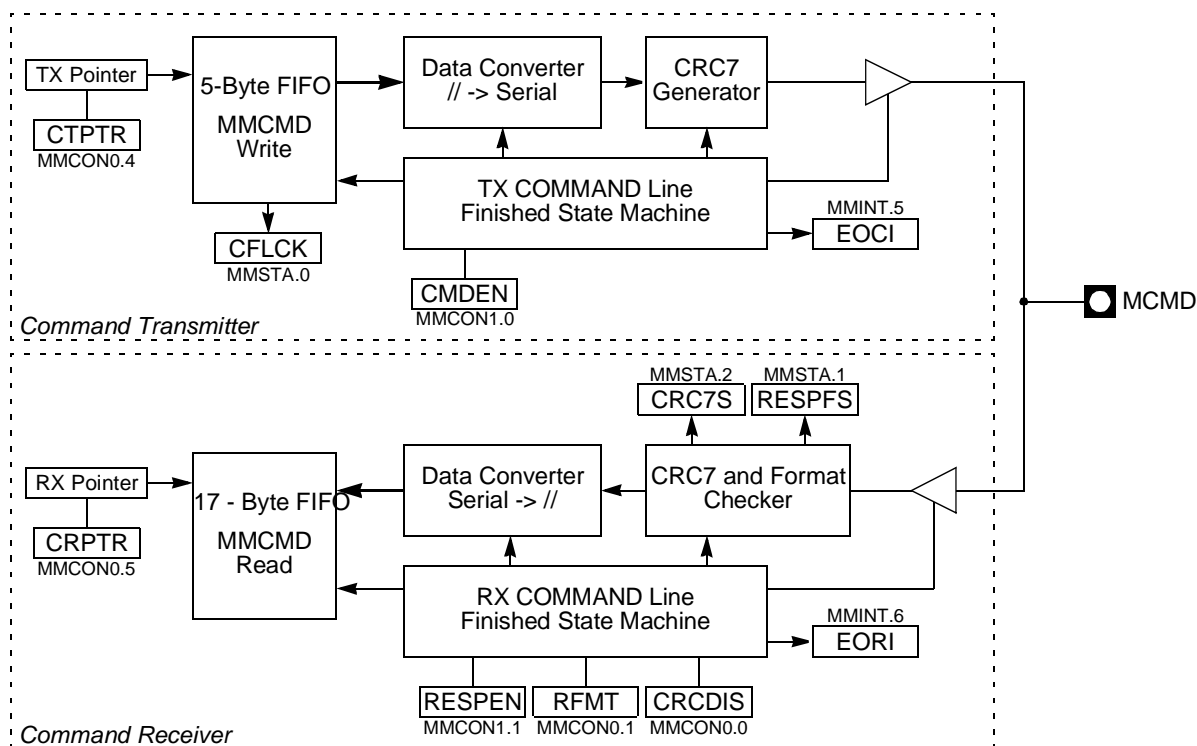 TX Pointer
CTPTR
MMCON0.4
5-Byte FIFO
MMCMD
Write
CFLCK
MMSTA.0
Data Converter
// -> Serial
CRC7
Generator
TX COMMAND Line
Finished State Machine
CMDEN
MMCON1.0
MMINT.5
EOCI
MCMD
Command Transmitter
MMSTA.2
CRC7S
MMSTA.1
RESPFS
RX Pointer
CRPTR
MMCON0.5
17 - Byte FIFO
MMCMD
Read
Data Converter
Serial -> //
CRC7 and Format
Checker
RX COMMAND Line
Finished State Machine
MMINT.6
EORI
RESPEN
MMCON1.1
RFMT
MMCON0.1
CRCDIS
MMCON0.0
Command Receiver